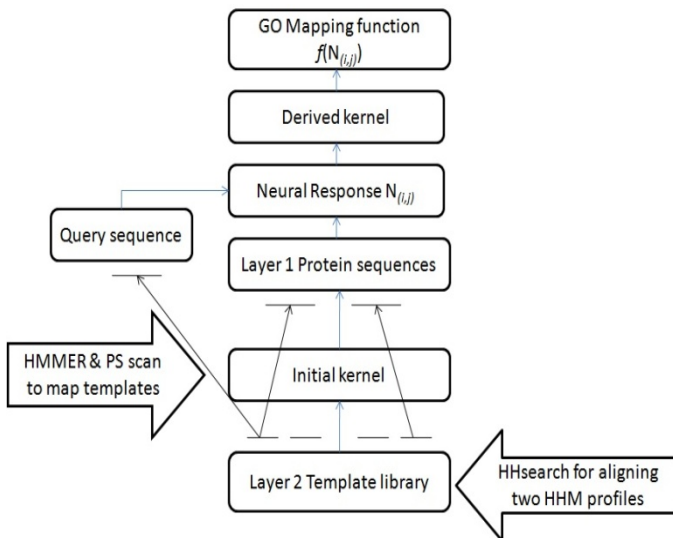 GO Mapping function
f(N(i,j))
Derived kernel
Neural Response N(i,j)
Query sequence
Layer 1 Protein sequences
HMMER & PS scan
to map templates
Initial kernel
Layer 2 Template library
HHsearch for aligning
two HHM profiles